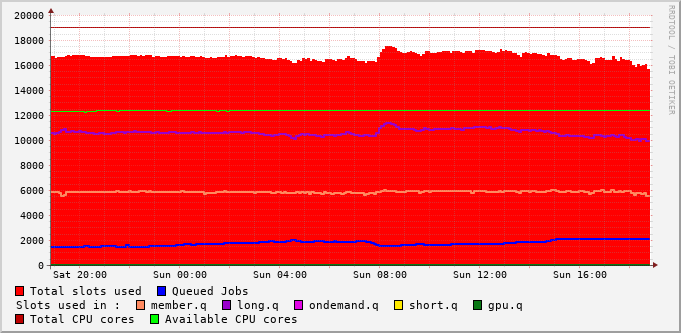 20000
18000
16000
14000
12000
10000
8000
6000
4000
2000
0
Sat 20:00 Sun 00:00 Sun 04:00 Sun 08:00 Sun 12:00 Sun 16:00
Total slots used Queued Jobs
Slots used in : member.q long.q ondemand.q short.q gpu.q
Total CPU cores Available CPU cores
RRDTOOL / TOBI OETIKER